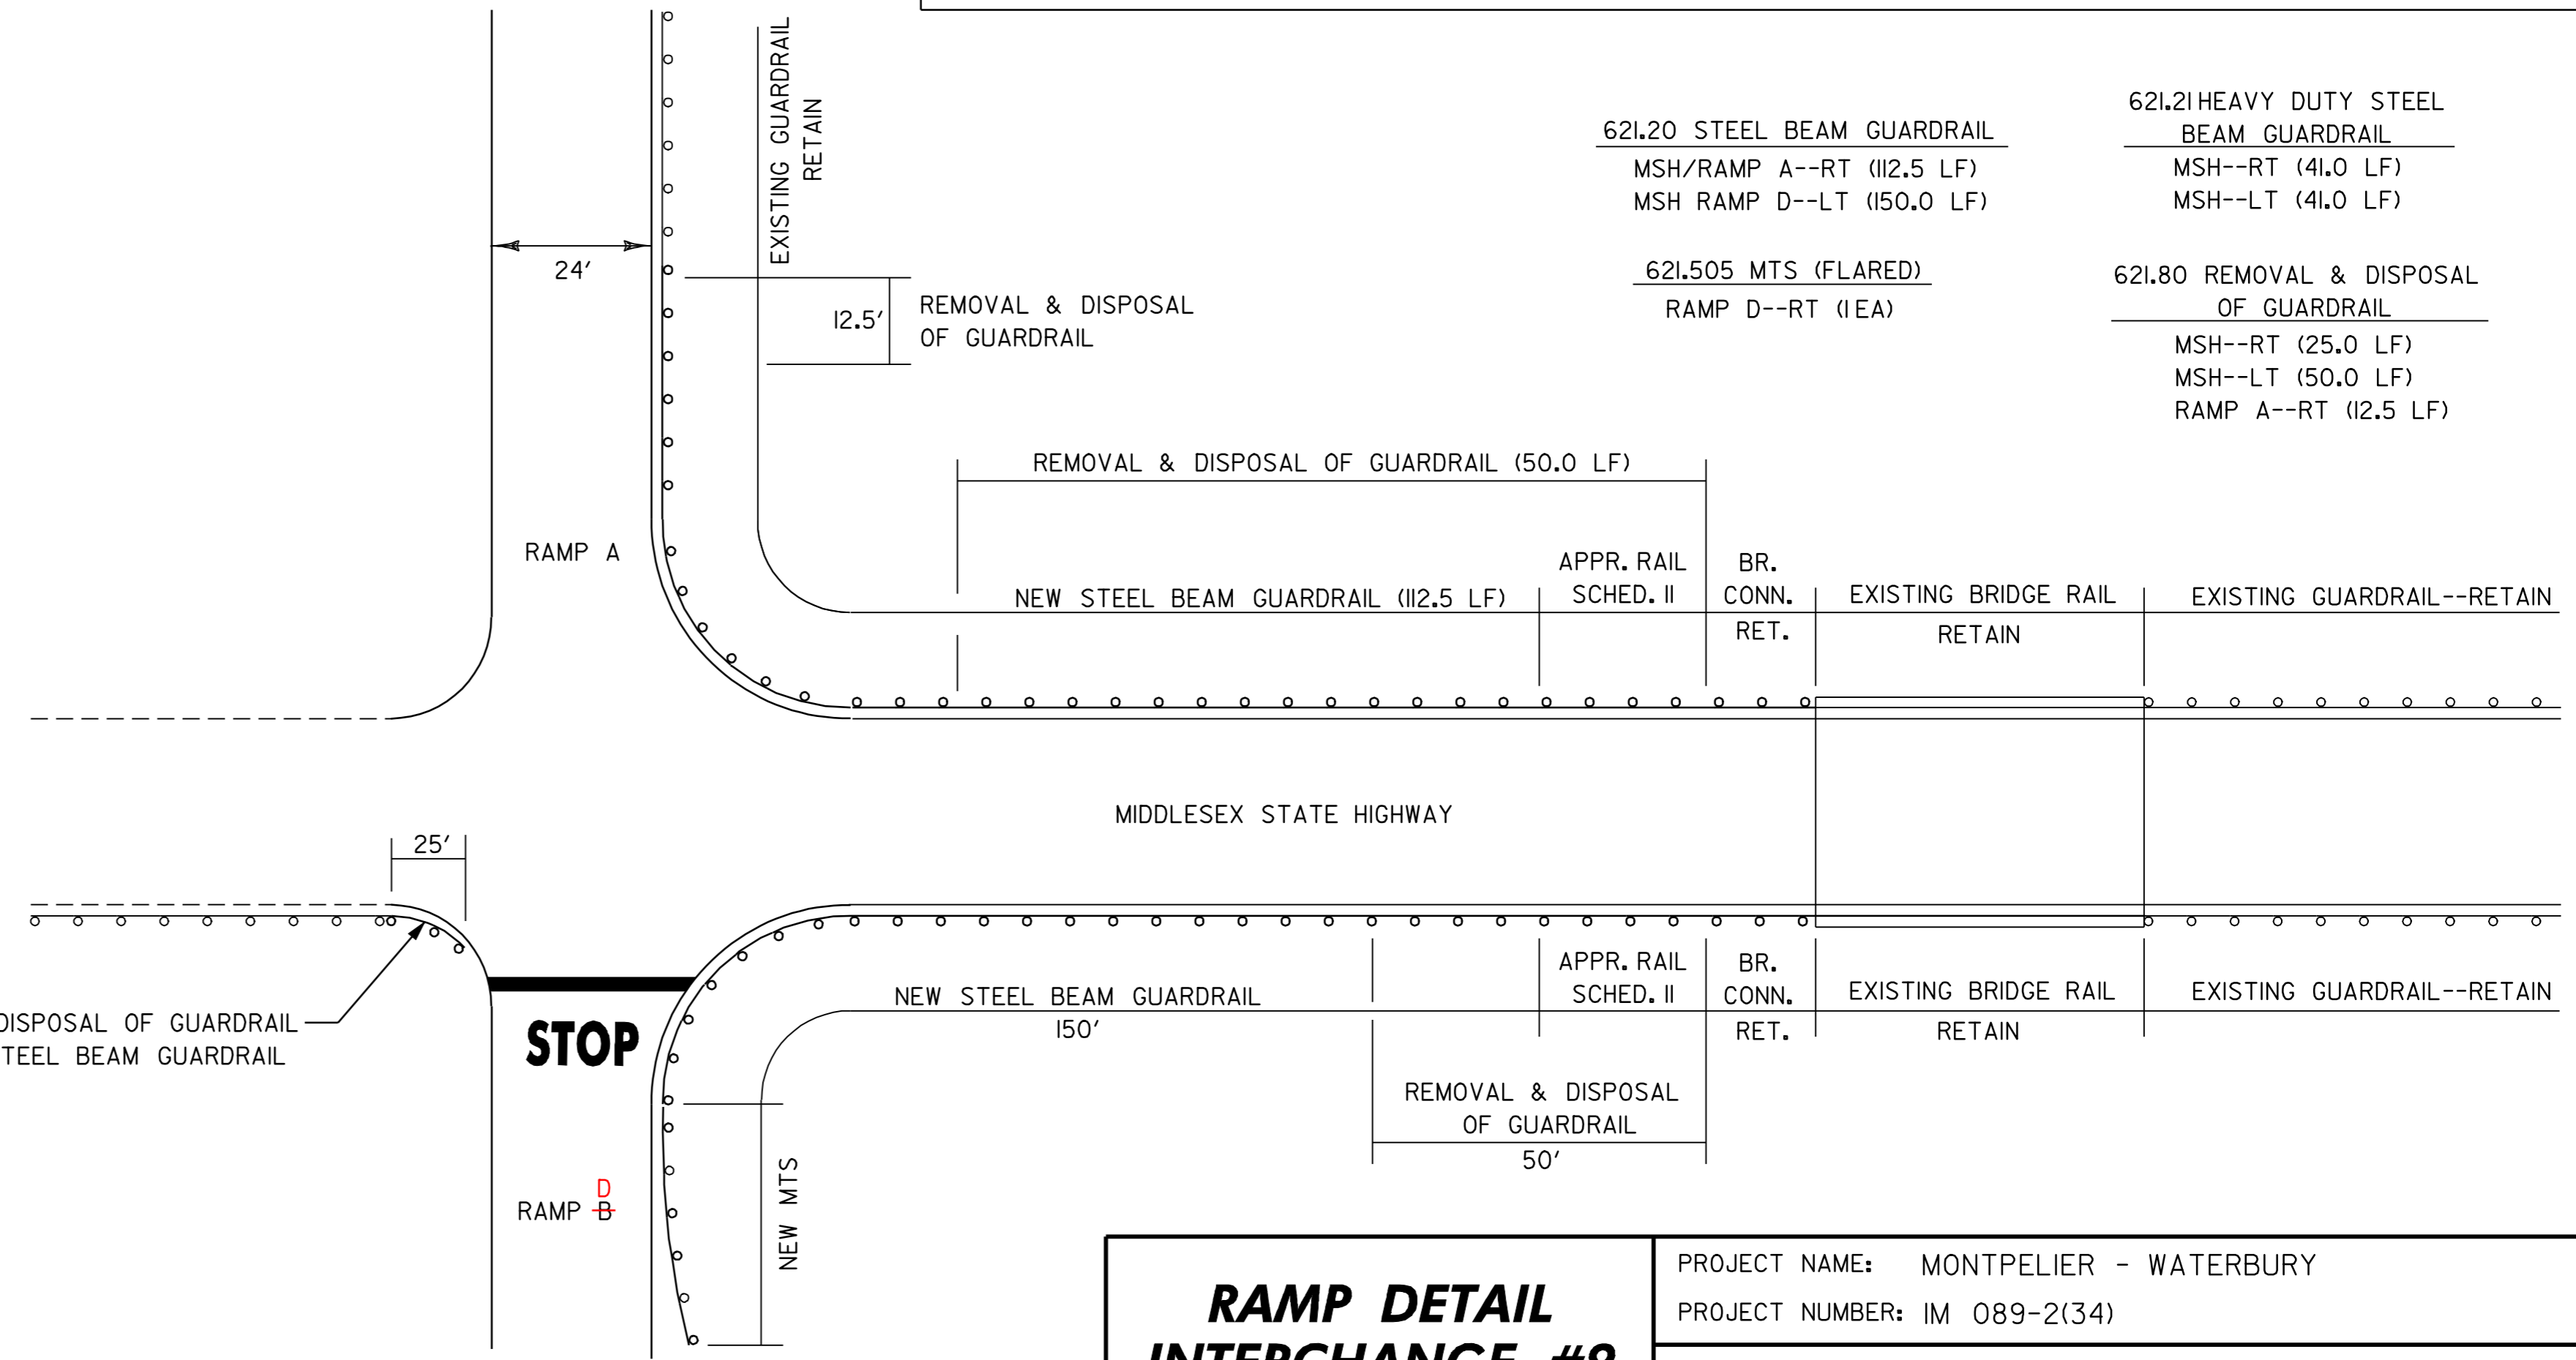 EXISTING GUARDRAIL
RETAIN
621.20 STEEL BEAM GUARDRAIL
MSH/RAMP A--RT (112.5 LF)
MSH RAMP D--LT (150.0 LF)
621.21 HEAVY DUTY STEEL
BEAM GUARDRAIL
MSH--RT (41.0 LF)
MSH--LT (41.0 LF)
621.505 MTS (FLARED)
RAMP D--RT (1 EA)
621.80 REMOVAL & DISPOSAL
OF GUARDRAIL
MSH--RT (25.0 LF)
MSH--LT (50.0 LF)
RAMP A--RT (12.5 LF)
24'
12.5'
REMOVAL & DISPOSAL
OF GUARDRAIL
REMOVAL & DISPOSAL OF GUARDRAIL (50.0 LF)
RAMP A
NEW STEEL BEAM GUARDRAIL (112.5 LF)
APPR. RAIL
SCHED. II
BR.
CONN.
RET.
EXISTING BRIDGE RAIL
RETAIN
EXISTING GUARDRAIL--RETAIN
MIDDLESEX STATE HIGHWAY
25'
DISPOSAL OF GUARDRAIL
STEEL BEAM GUARDRAIL
STOP
NEW STEEL BEAM GUARDRAIL
150'
APPR. RAIL
SCHED. II
BR.
CONN.
RET.
EXISTING BRIDGE RAIL
RETAIN
EXISTING GUARDRAIL--RETAIN
REMOVAL & DISPOSAL
OF GUARDRAIL
50'
D
RAMP B
NEW MTS
RAMP DETAIL
INTERCHANGE #9
PROJECT NAME: MONTPELIER - WATERBURY
PROJECT NUMBER: IM 089-2(34)